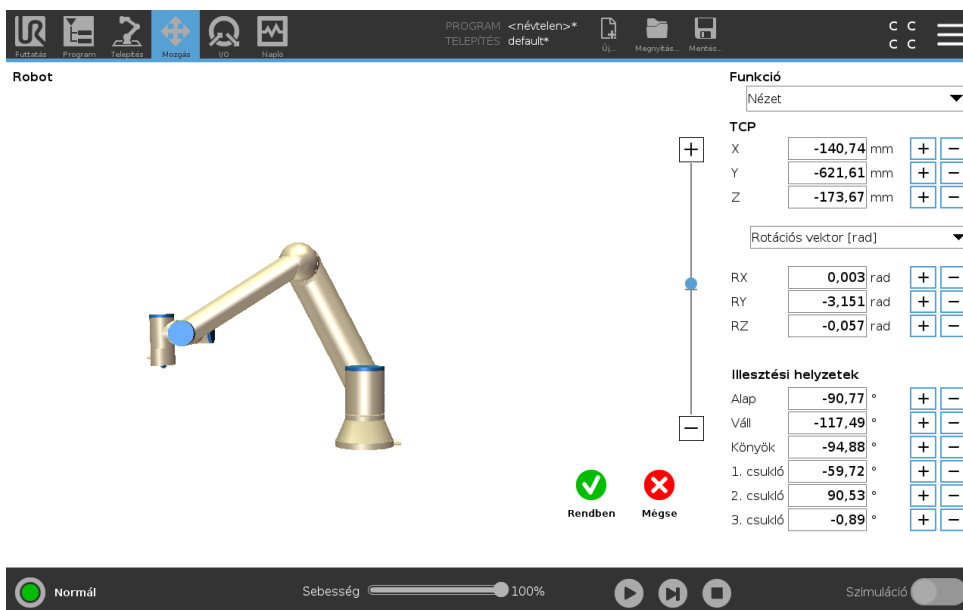 PROGRAM <névtelen>*
TELEPÍTÉS default*
Futtatás Program Telepítés Mozgás I/O Napló Új... Megnyitás... Mentés...
C C
C C
Robot
Funkció
Nézet
TCP
X -140,74 mm + −
Y -621,61 mm + −
Z -173,67 mm + −
Rotációs vektor [rad]
RX 0,003 rad + −
RY -3,151 rad + −
RZ -0,057 rad + −
Illesztési helyzetek
Alap -90,77 ° + −
Váll -117,49 ° + −
Könyök -94,88 ° + −
1. csukló -59,72 ° + −
2. csukló 90,53 ° + −
3. csukló -0,89 ° + −
Rendben Mégse
Normál Sebesség 100% Szimuláció